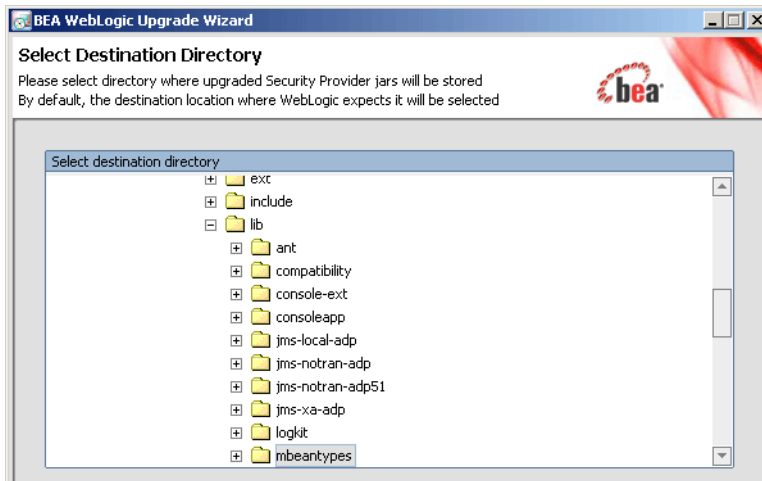 BEA WebLogic Upgrade Wizard
Select Destination Directory
Please select directory where upgraded Security Provider jars will be stored
By default, the destination location where WebLogic expects it will be selected
bea
Select destination directory
ext
include
lib
ant
compatibility
console-ext
consoleapp
jms-local-adp
jms-notran-adp
jms-notran-adp51
jms-xa-adp
logkit
mbeantypes